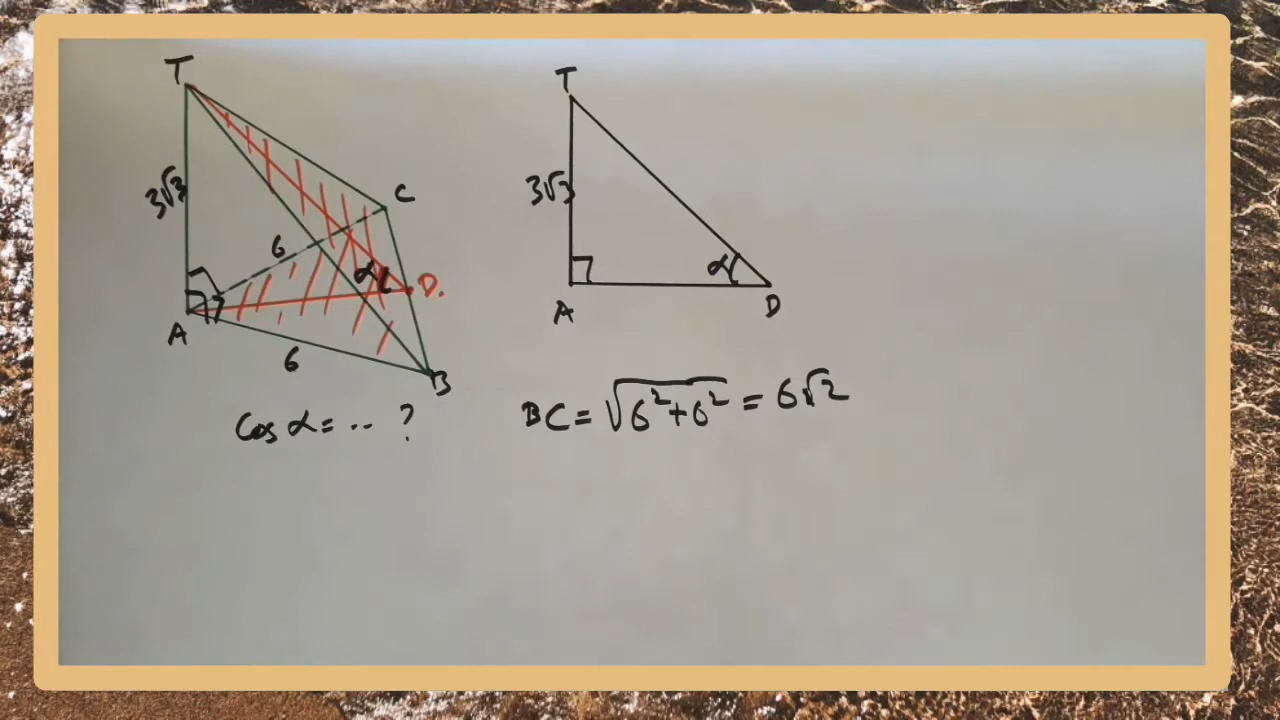 T
3√3
C
6
α
D.
A
6
B
cos α = ·· ?
T
3√3
α
A
D
BC = √6²+6² = 6√2